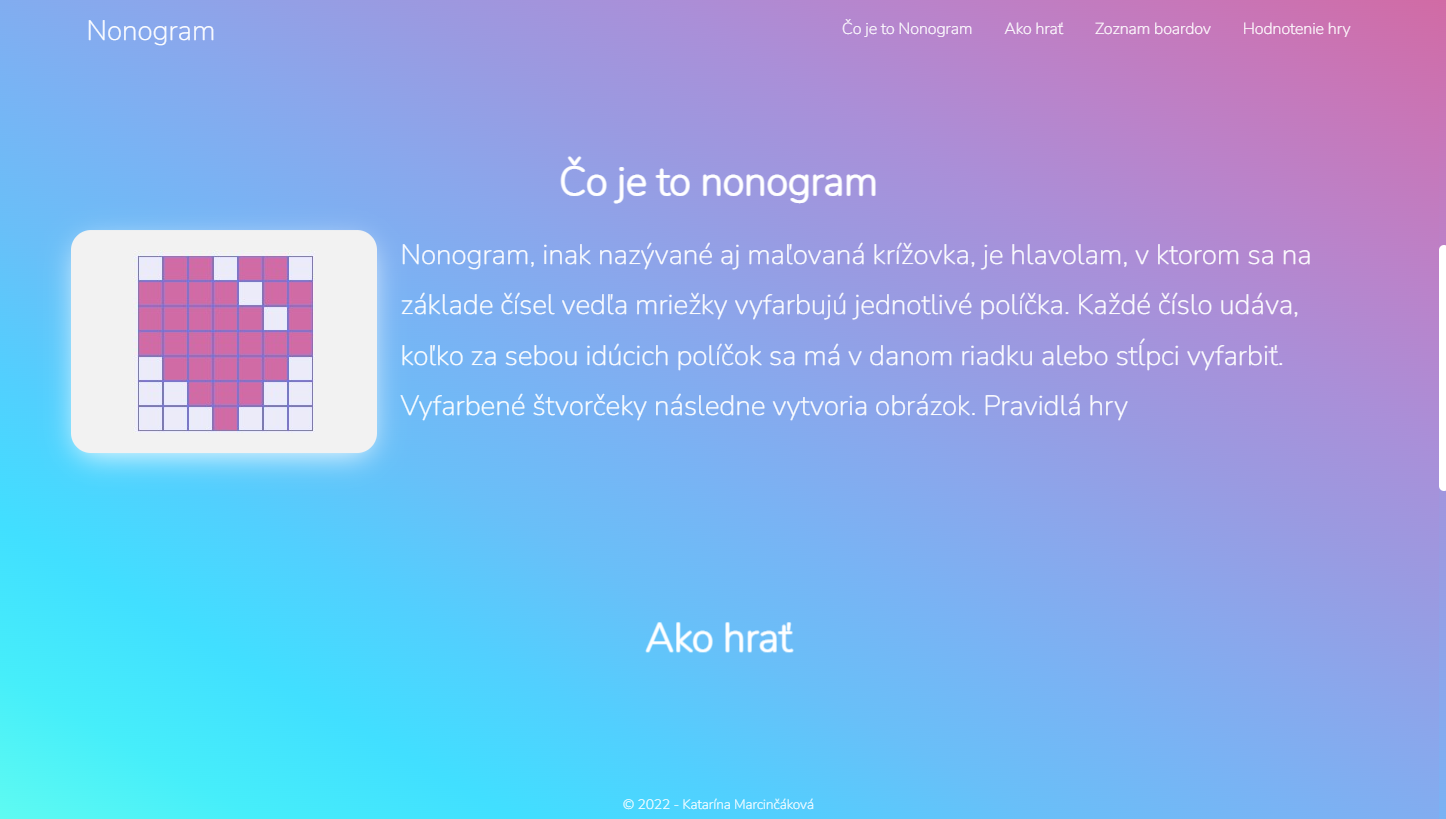 Nonogram
Čo je to Nonogram
Ako hrať
Zoznam boardov
Hodnotenie hry
Čo je to nonogram
Nonogram, inak nazývané aj maľovaná krížovka, je hlavolam, v ktorom sa na
základe čísel vedľa mriežky vyfarbujú jednotlivé políčka. Každé číslo udáva,
koľko za sebou idúcich políčok sa má v danom riadku alebo stĺpci vyfarbiť.
Vyfarbené štvorčeky následne vytvoria obrázok. Pravidlá hry
Ako hrať
© 2022 - Katarína Marcinčáková